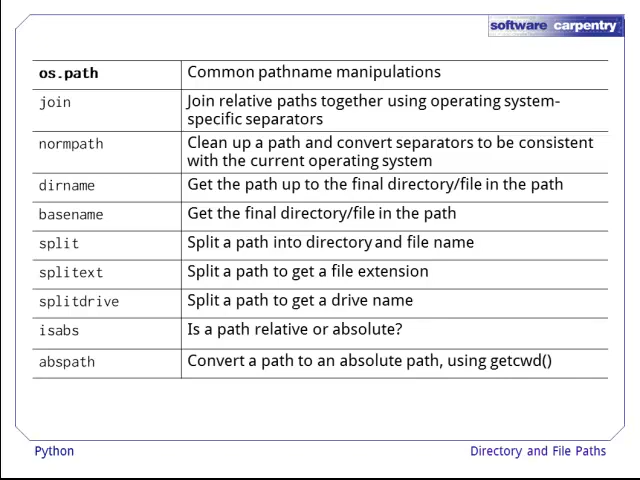 software carpentry
os.path Common pathname manipulations
join Join relative paths together using operating system-
specific separators
normpath Clean up a path and convert separators to be consistent
with the current operating system
dirname Get the path up to the final directory/file in the path
basename Get the final directory/file in the path
split Split a path into directory and file name
splitext Split a path to get a file extension
splitdrive Split a path to get a drive name
isabs Is a path relative or absolute?
abspath Convert a path to an absolute path, using getcwd()
Python Directory and File Paths